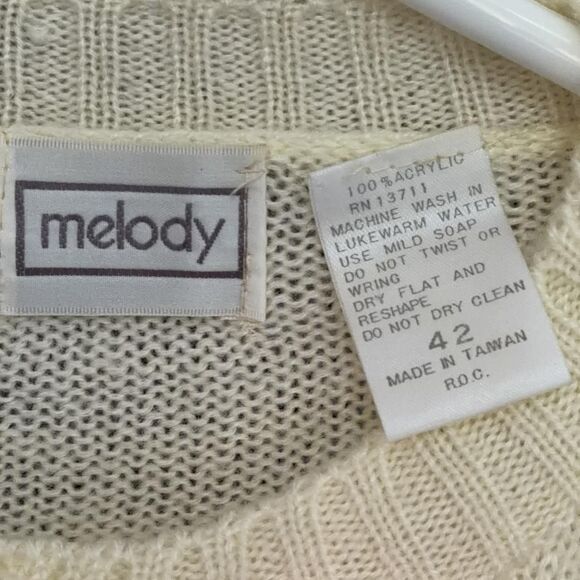 melody
100% ACRYLIC
RN 13711
MACHINE WASH IN
LUKEWARM WATER
USE MILD SOAP
DO NOT TWIST OR
WRING
DRY FLAT AND
RESHAPE
DO NOT DRY CLEAN
42
MADE IN TAIWAN
R.O.C.